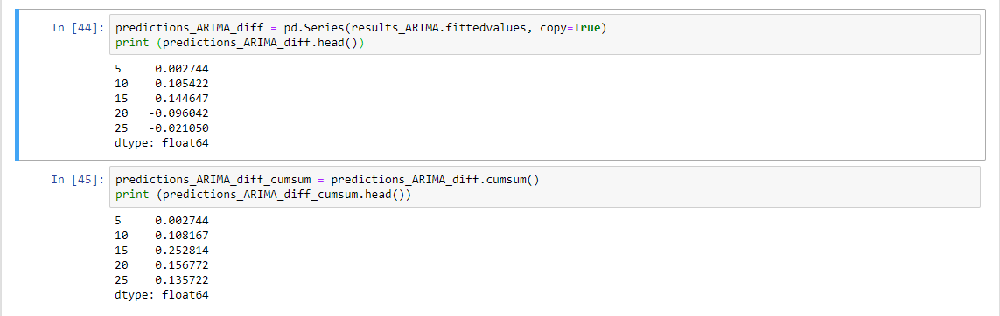 In [44]: predictions_ARIMA_diff = pd.Series(results_ARIMA.fittedvalues, copy=True)
print (predictions_ARIMA_diff.head())
5     0.002744
10    0.105422
15    0.144647
20   -0.096042
25   -0.021050
dtype: float64
In [45]: predictions_ARIMA_diff_cumsum = predictions_ARIMA_diff.cumsum()
print (predictions_ARIMA_diff_cumsum.head())
5     0.002744
10    0.108167
15    0.252814
20    0.156772
25    0.135722
dtype: float64